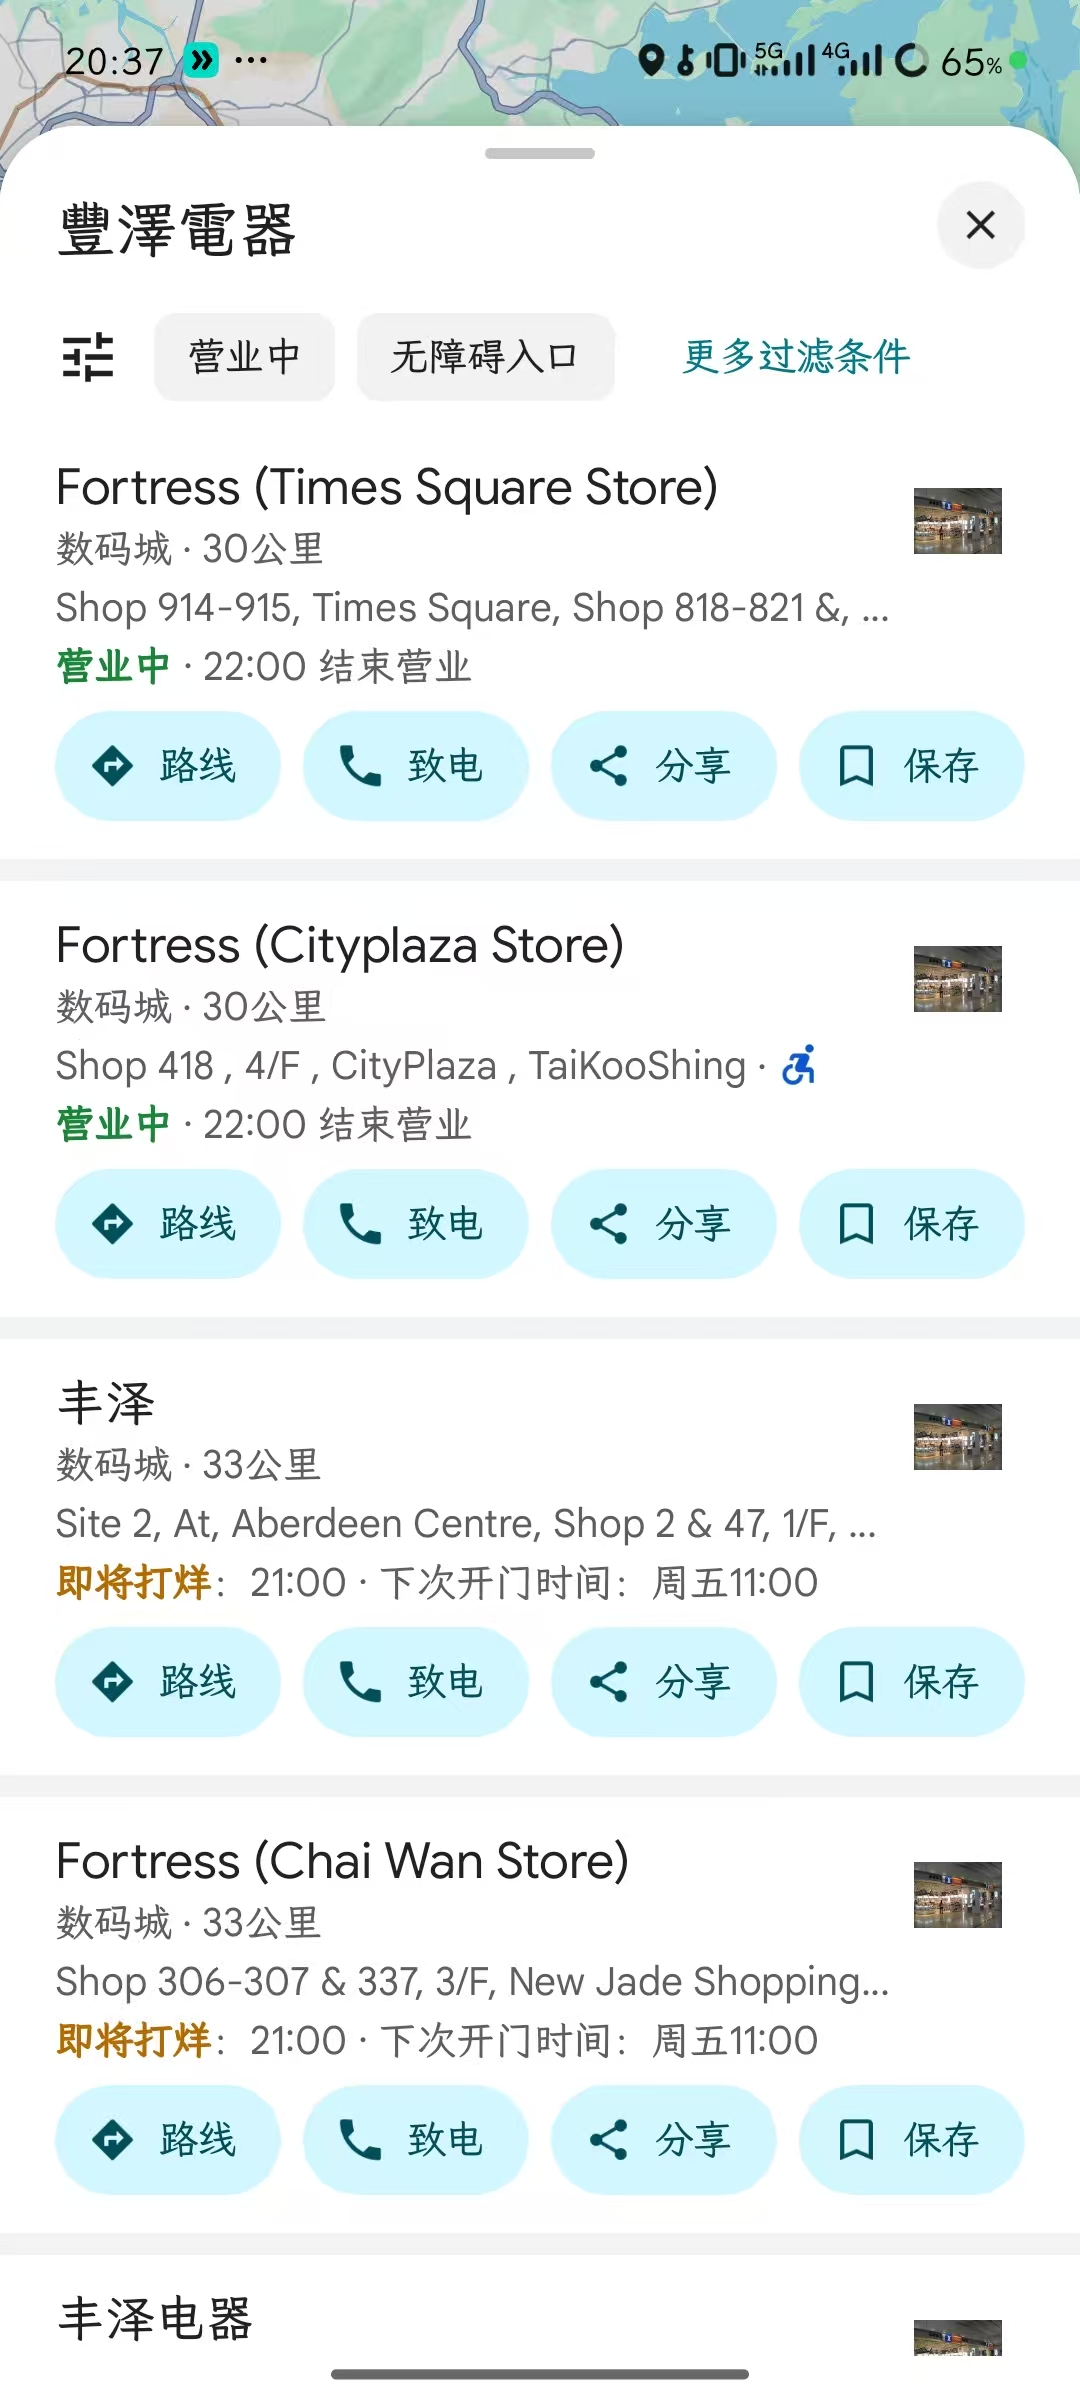 20:37
5G 4G 65%
豐澤電器
营业中 无障碍入口 更多过滤条件
Fortress (Times Square Store)
数码城 · 30公里
Shop 914-915, Times Square, Shop 818-821 &, ...
营业中 · 22:00 结束营业
路线 致电 分享 保存
Fortress (Cityplaza Store)
数码城 · 30公里
Shop 418 , 4/F , CityPlaza , TaiKooShing ·
营业中 · 22:00 结束营业
路线 致电 分享 保存
丰泽
数码城 · 33公里
Site 2, At, Aberdeen Centre, Shop 2 & 47, 1/F, ...
即将打烊：21:00 · 下次开门时间：周五11:00
路线 致电 分享 保存
Fortress (Chai Wan Store)
数码城 · 33公里
Shop 306-307 & 337, 3/F, New Jade Shopping...
即将打烊：21:00 · 下次开门时间：周五11:00
路线 致电 分享 保存
丰泽电器